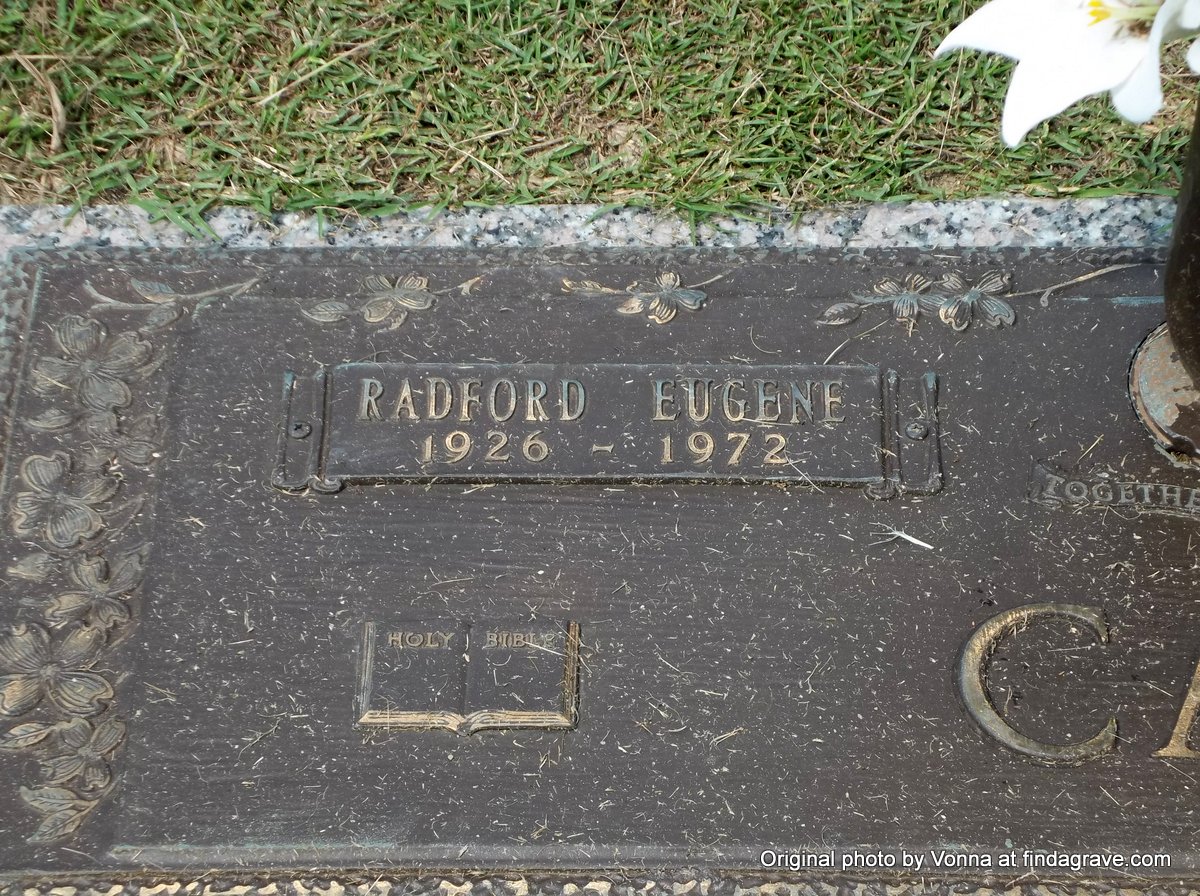 RADFORD EUGENE
1926 - 1972
HOLY BIBLE
C
Original photo by Vonna at findagrave.com